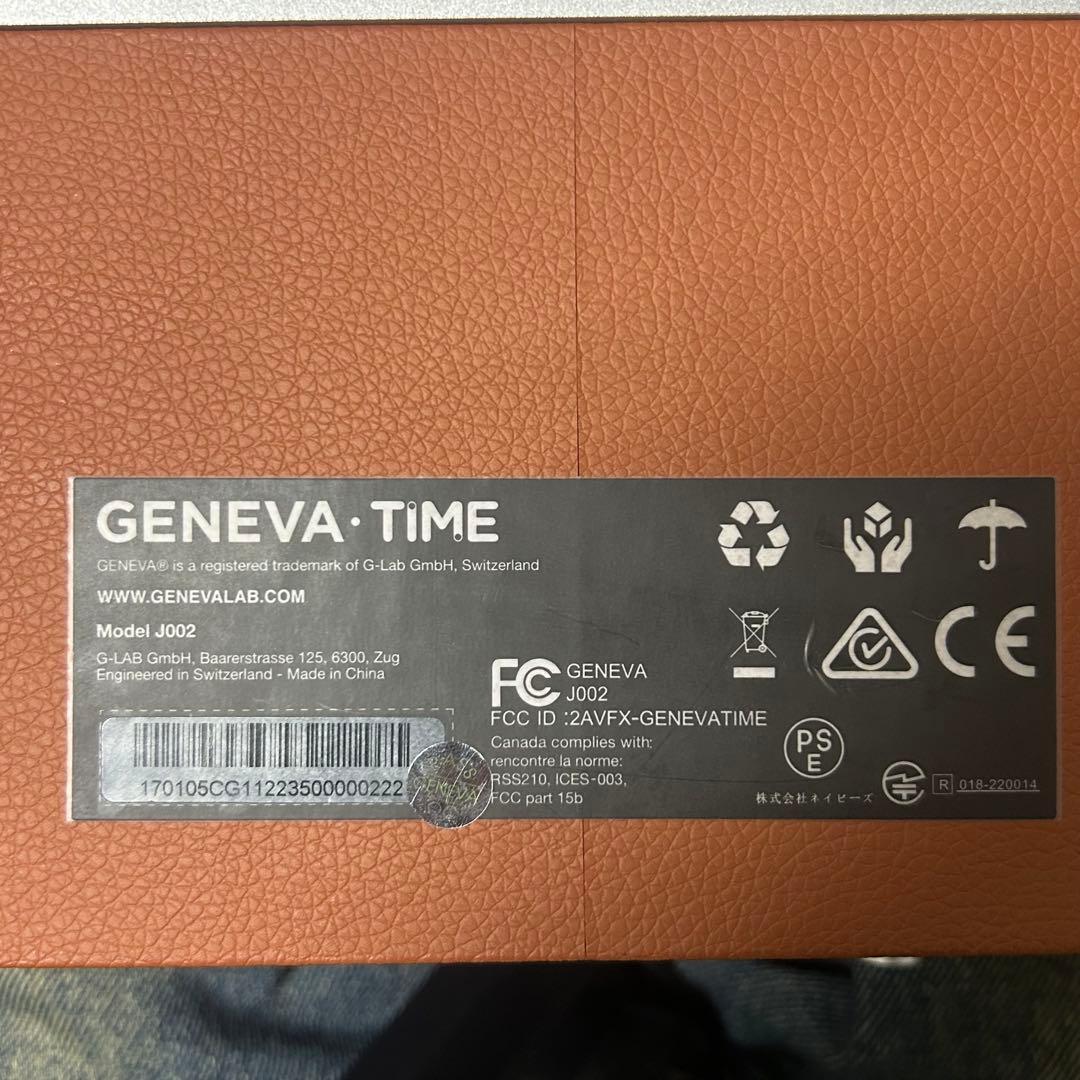 GENEVA·TIME
GENEVA® is a registered trademark of G-Lab GmbH, Switzerland
WWW.GENEVALAB.COM
Model J002
G-LAB GmbH, Baarerstrasse 125, 6300, Zug
Engineered in Switzerland - Made in China
170105CG11223500000222
GENEVA
FC GENEVA
J002
FCC ID :2AVFX-GENEVATIME
Canada complies with:
rencontre la norme:
RSS210, ICES-003,
FCC part 15b
CE
PS
E
株式会社ネイビーズ
R 018-220014